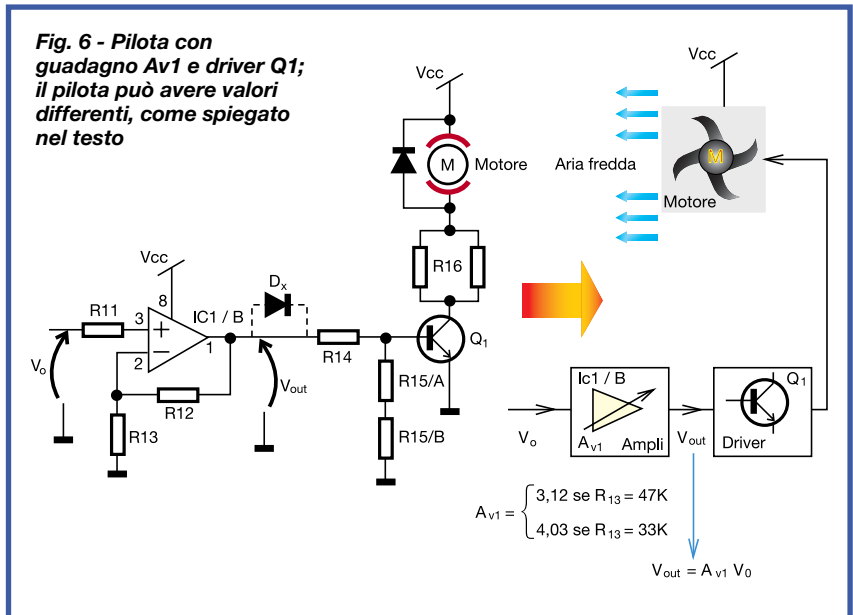 Fig. 6 - Pilota con
guadagno Av1 e driver Q1;
il pilota può avere valori
differenti, come spiegato
nel testo
Vcc
M
Motore
R16
Vcc
8
IC1 / B
R11
3
+
2
−
1
Dx
R14
Q1
Vo
R12
Vout
R13
R15/A
R15/B
Vcc
Aria fredda
M
Motore
Ic1 / B
Q1
Vo
Av1
Ampli
Vout
Driver
Av1 = { 3,12 se R13 = 47K
4,03 se R13 = 33K
Vout = Av1 V0